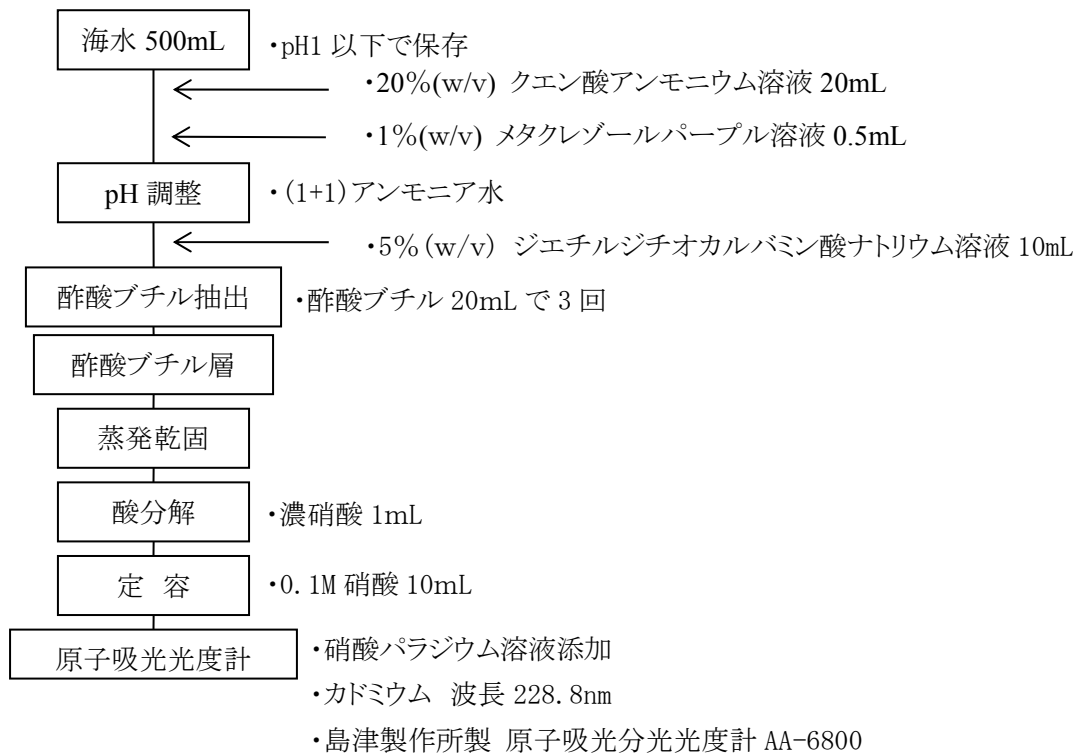 海水 500mL
・pH1 以下で保存
・20%(w/v) クエン酸アンモニウム溶液 20mL
・1%(w/v) メタクレゾールパープル溶液 0.5mL
pH 調整
・(1+1)アンモニア水
・5%(w/v) ジエチルジチオカルバミン酸ナトリウム溶液 10mL
酢酸ブチル抽出
・酢酸ブチル 20mL で 3 回
酢酸ブチル層
蒸発乾固
酸分解
・濃硝酸 1mL
定 容
・0.1M 硝酸 10mL
原子吸光光度計
・硝酸パラジウム溶液添加
・カドミウム 波長 228.8nm
・島津製作所製 原子吸光分光光度計 AA-6800